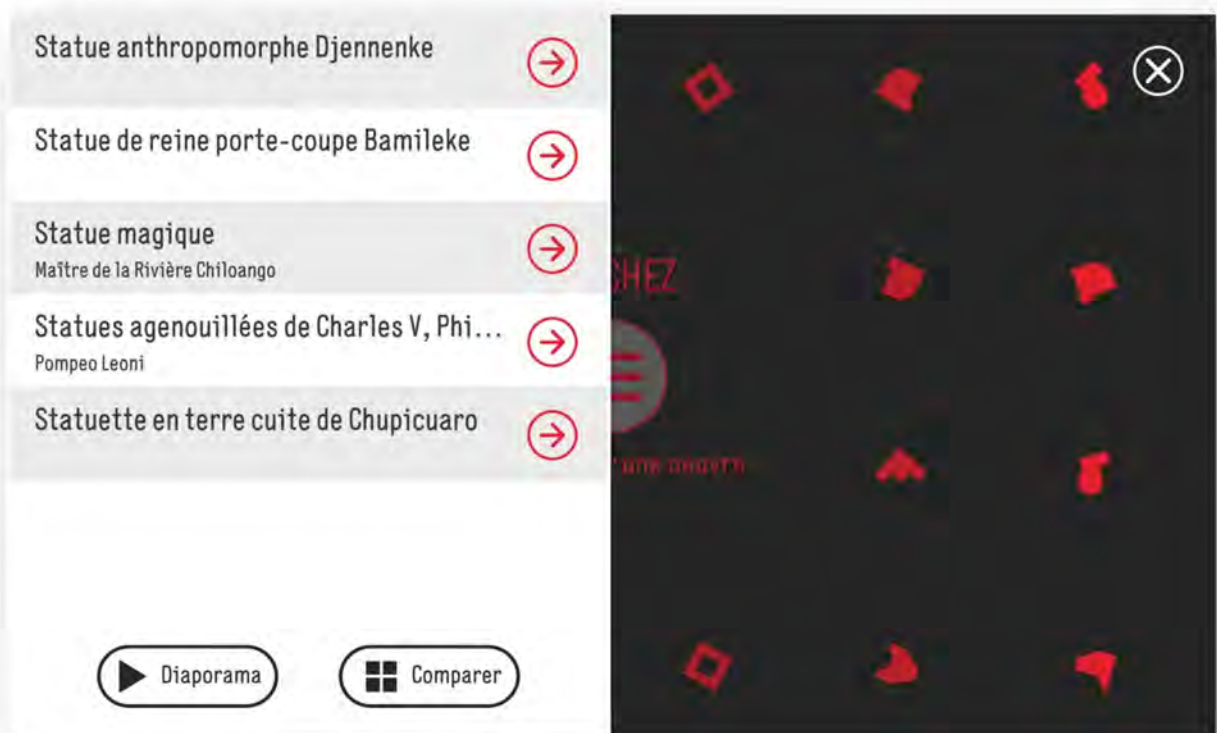 Statue anthropomorphe Djennenke
Statue de reine porte-coupe Bamileke
Statue magique
Maître de la Rivière Chiloango
Statues agenouillées de Charles V, Phi...
Pompeo Leoni
Statuette en terre cuite de Chupicuaro
Diaporama
Comparer
CHEZ